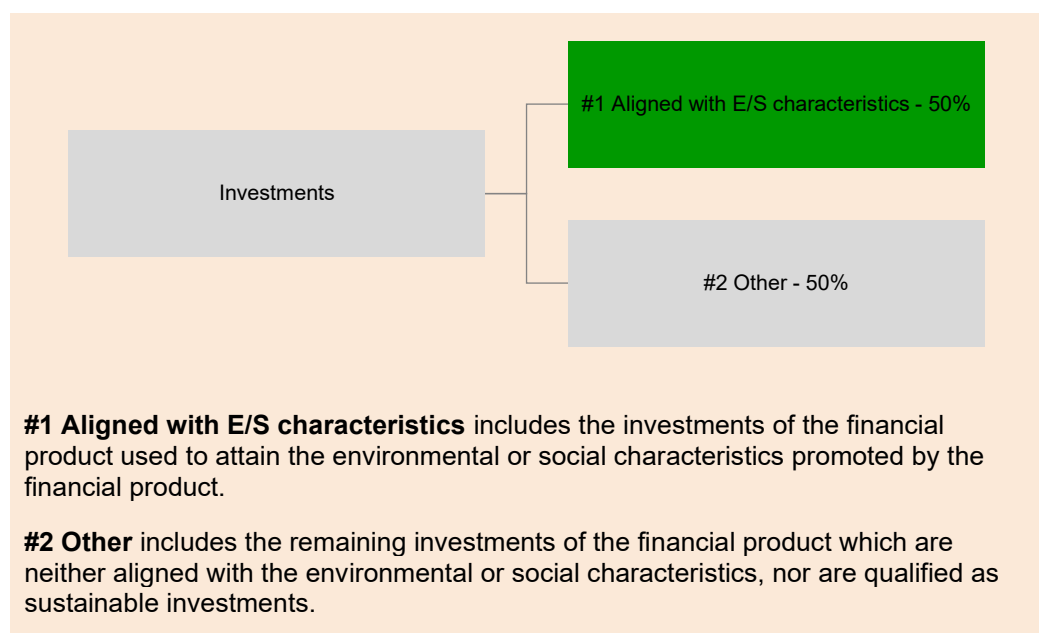 #1 Aligned with E/S characteristics - 50%
Investments
#2 Other - 50%
#1 Aligned with E/S characteristics includes the investments of the financial
product used to attain the environmental or social characteristics promoted by the
financial product.
#2 Other includes the remaining investments of the financial product which are
neither aligned with the environmental or social characteristics, nor are qualified as
sustainable investments.